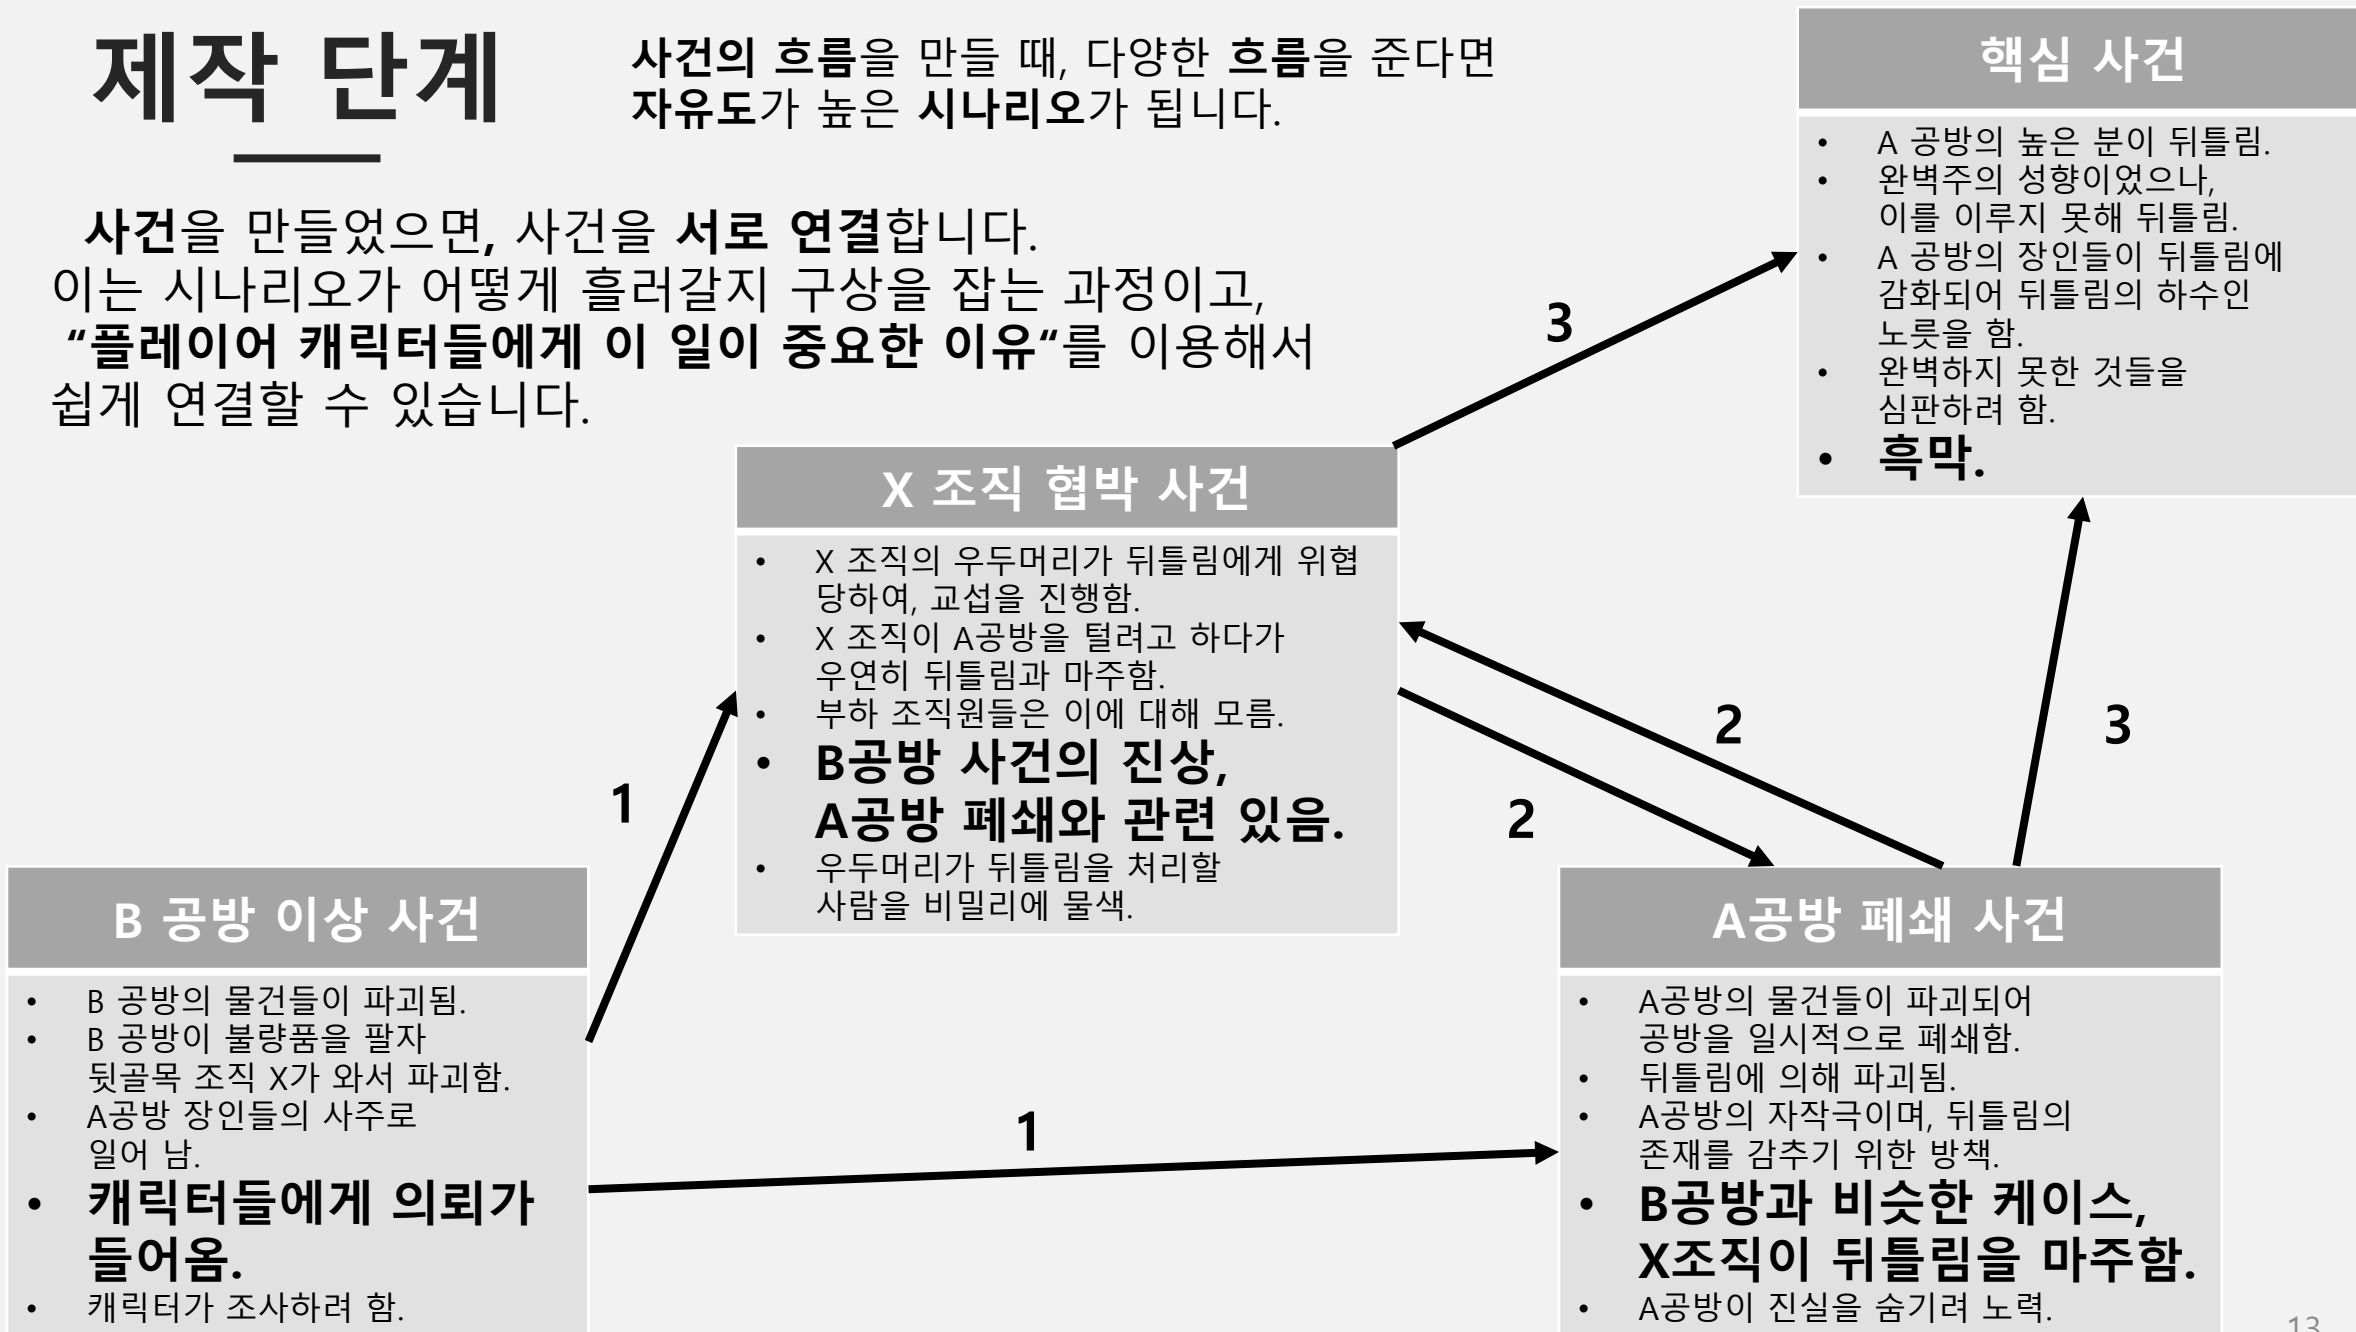 제작 단계
사건의 흐름을 만들 때, 다양한 흐름을 준다면
자유도가 높은 시나리오가 됩니다.
사건을 만들었으면, 사건을 서로 연결합니다.
이는 시나리오가 어떻게 흘러갈지 구상을 잡는 과정이고,
“플레이어 캐릭터들에게 이 일이 중요한 이유“를 이용해서
쉽게 연결할 수 있습니다.
핵심 사건
• A 공방의 높은 분이 뒤틀림.
• 완벽주의 성향이었으나,
이를 이루지 못해 뒤틀림.
• A 공방의 장인들이 뒤틀림에
감화되어 뒤틀림의 하수인
노릇을 함.
• 완벽하지 못한 것들을
심판하려 함.
• 흑막.
3
X 조직 협박 사건
• X 조직의 우두머리가 뒤틀림에게 위협
당하여, 교섭을 진행함.
• X 조직이 A공방을 털려고 하다가
우연히 뒤틀림과 마주함.
• 부하 조직원들은 이에 대해 모름.
• B공방 사건의 진상,
A공방 폐쇄와 관련 있음.
• 우두머리가 뒤틀림을 처리할
사람을 비밀리에 물색.
2
3
1
2
B 공방 이상 사건
• B 공방의 물건들이 파괴됨.
• B 공방이 불량품을 팔자
뒷골목 조직 X가 와서 파괴함.
• A공방 장인들의 사주로
일어 남.
• 캐릭터들에게 의뢰가
들어옴.
• 캐릭터가 조사하려 함.
1
A공방 폐쇄 사건
• A공방의 물건들이 파괴되어
공방을 일시적으로 폐쇄함.
• 뒤틀림에 의해 파괴됨.
• A공방의 자작극이며, 뒤틀림의
존재를 감추기 위한 방책.
• B공방과 비슷한 케이스,
X조직이 뒤틀림을 마주함.
• A공방이 진실을 숨기려 노력.
13